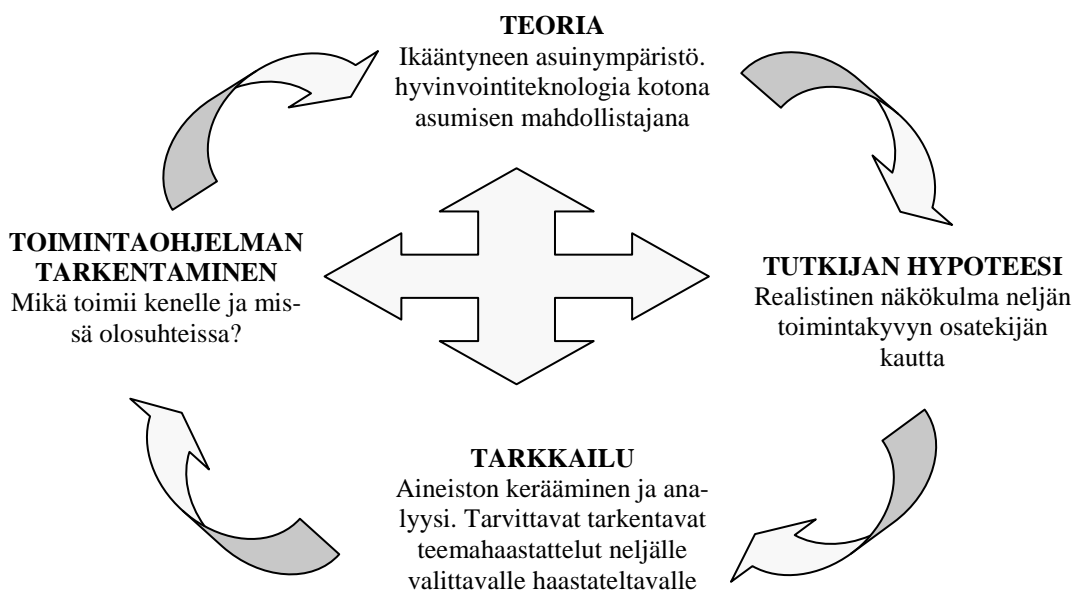 TEORIA
Ikääntyneen asuinympäristö.
hyvinvointiteknologia kotona
asumisen mahdollistajana
TUTKIJAN HYPOTEESI
Realistinen näkökulma neljän
toimintakyvyn osatekijän
kautta
TARKKAILU
Aineiston kerääminen ja ana-
lyysi. Tarvittavat tarkentavat
teemahaastattelut neljälle
valittavalle haastateltavalle
TOIMINTAOHJELMAN
TARKENTAMINEN
Mikä toimii kenelle ja mis-
sä olosuhteissa?